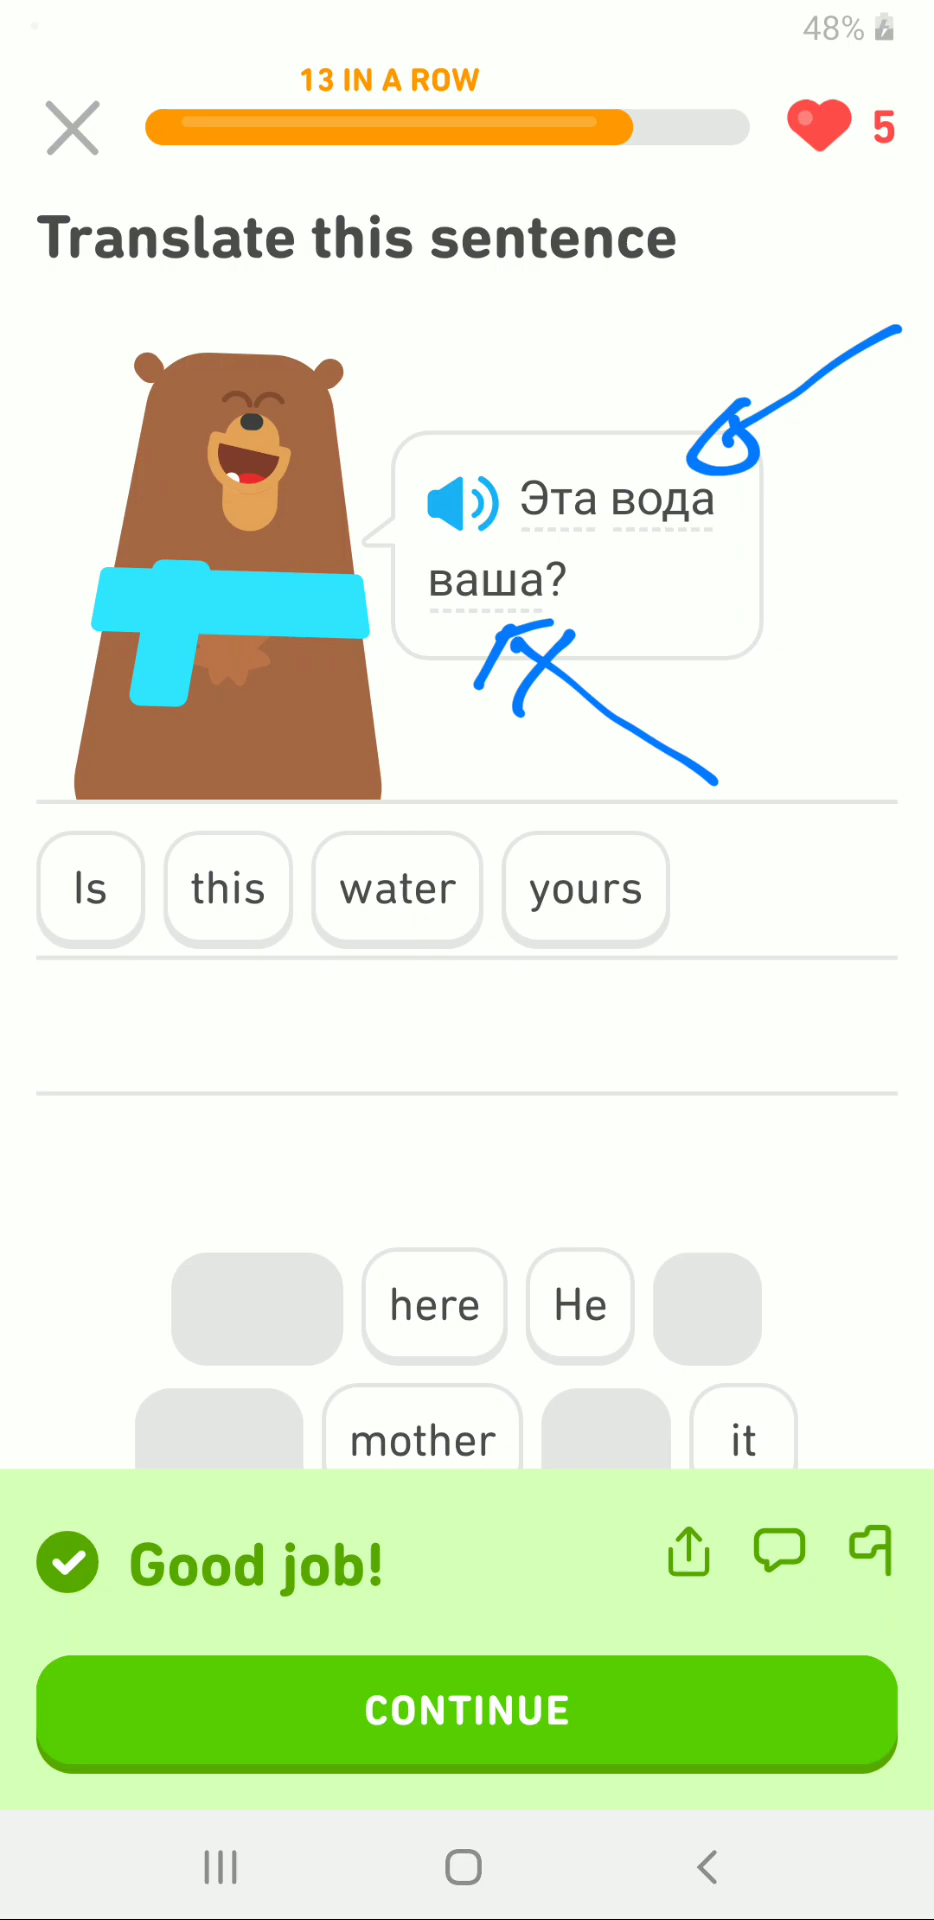 48%
13 IN A ROW
5
Translate this sentence
Эта вода
ваша?
Is this water yours
here He
mother it
Good job!
CONTINUE